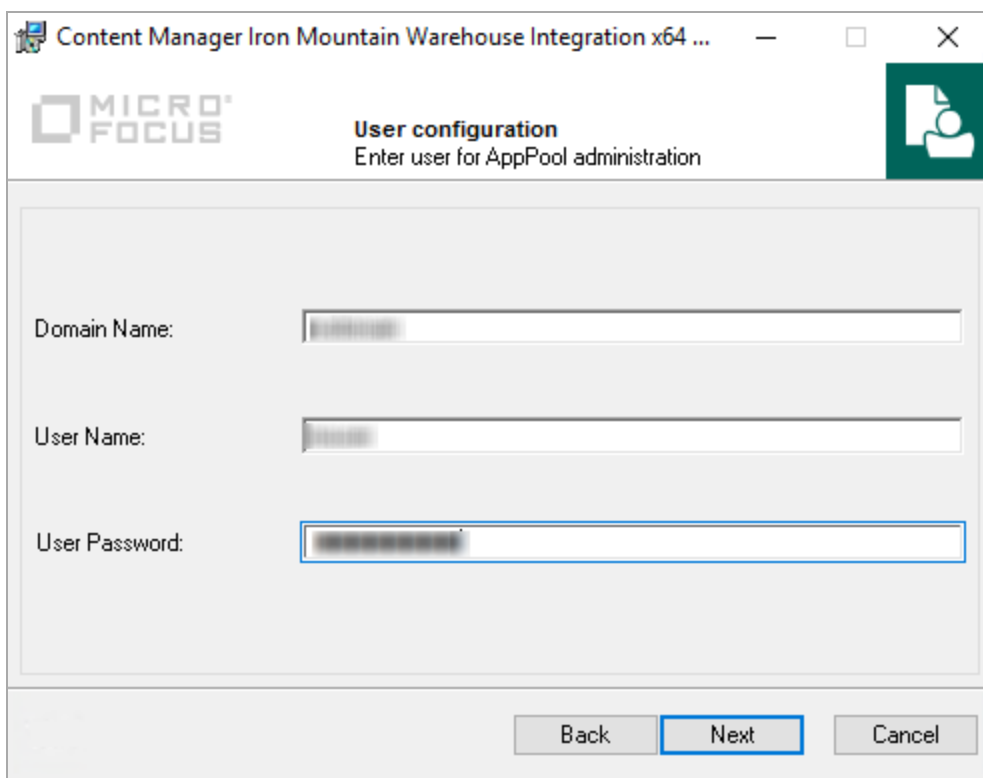 Content Manager Iron Mountain Warehouse Integration x64 ...
MICRO
FOCUS
User configuration
Enter user for AppPool administration
Domain Name:
User Name:
User Password:
Back
Next
Cancel